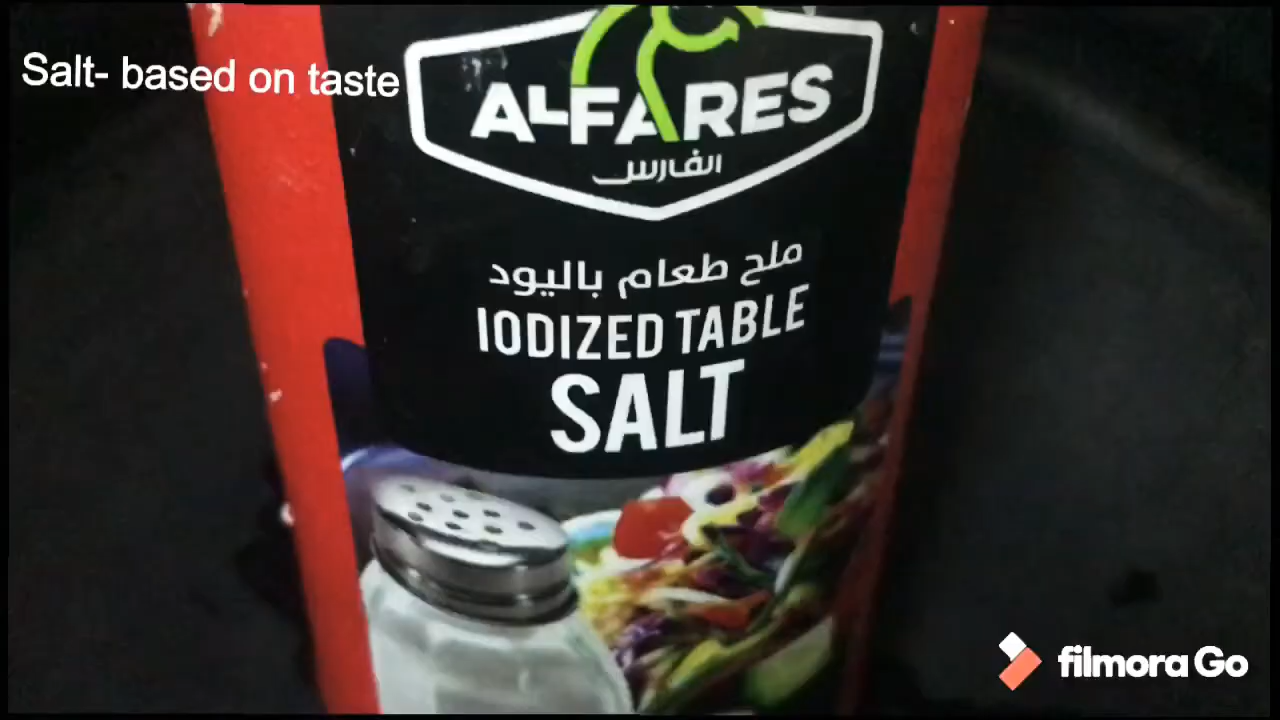 Salt- based on taste
ALFARES
الفارس
ملح طعام باليود
IODIZED TABLE
SALT
filmora Go